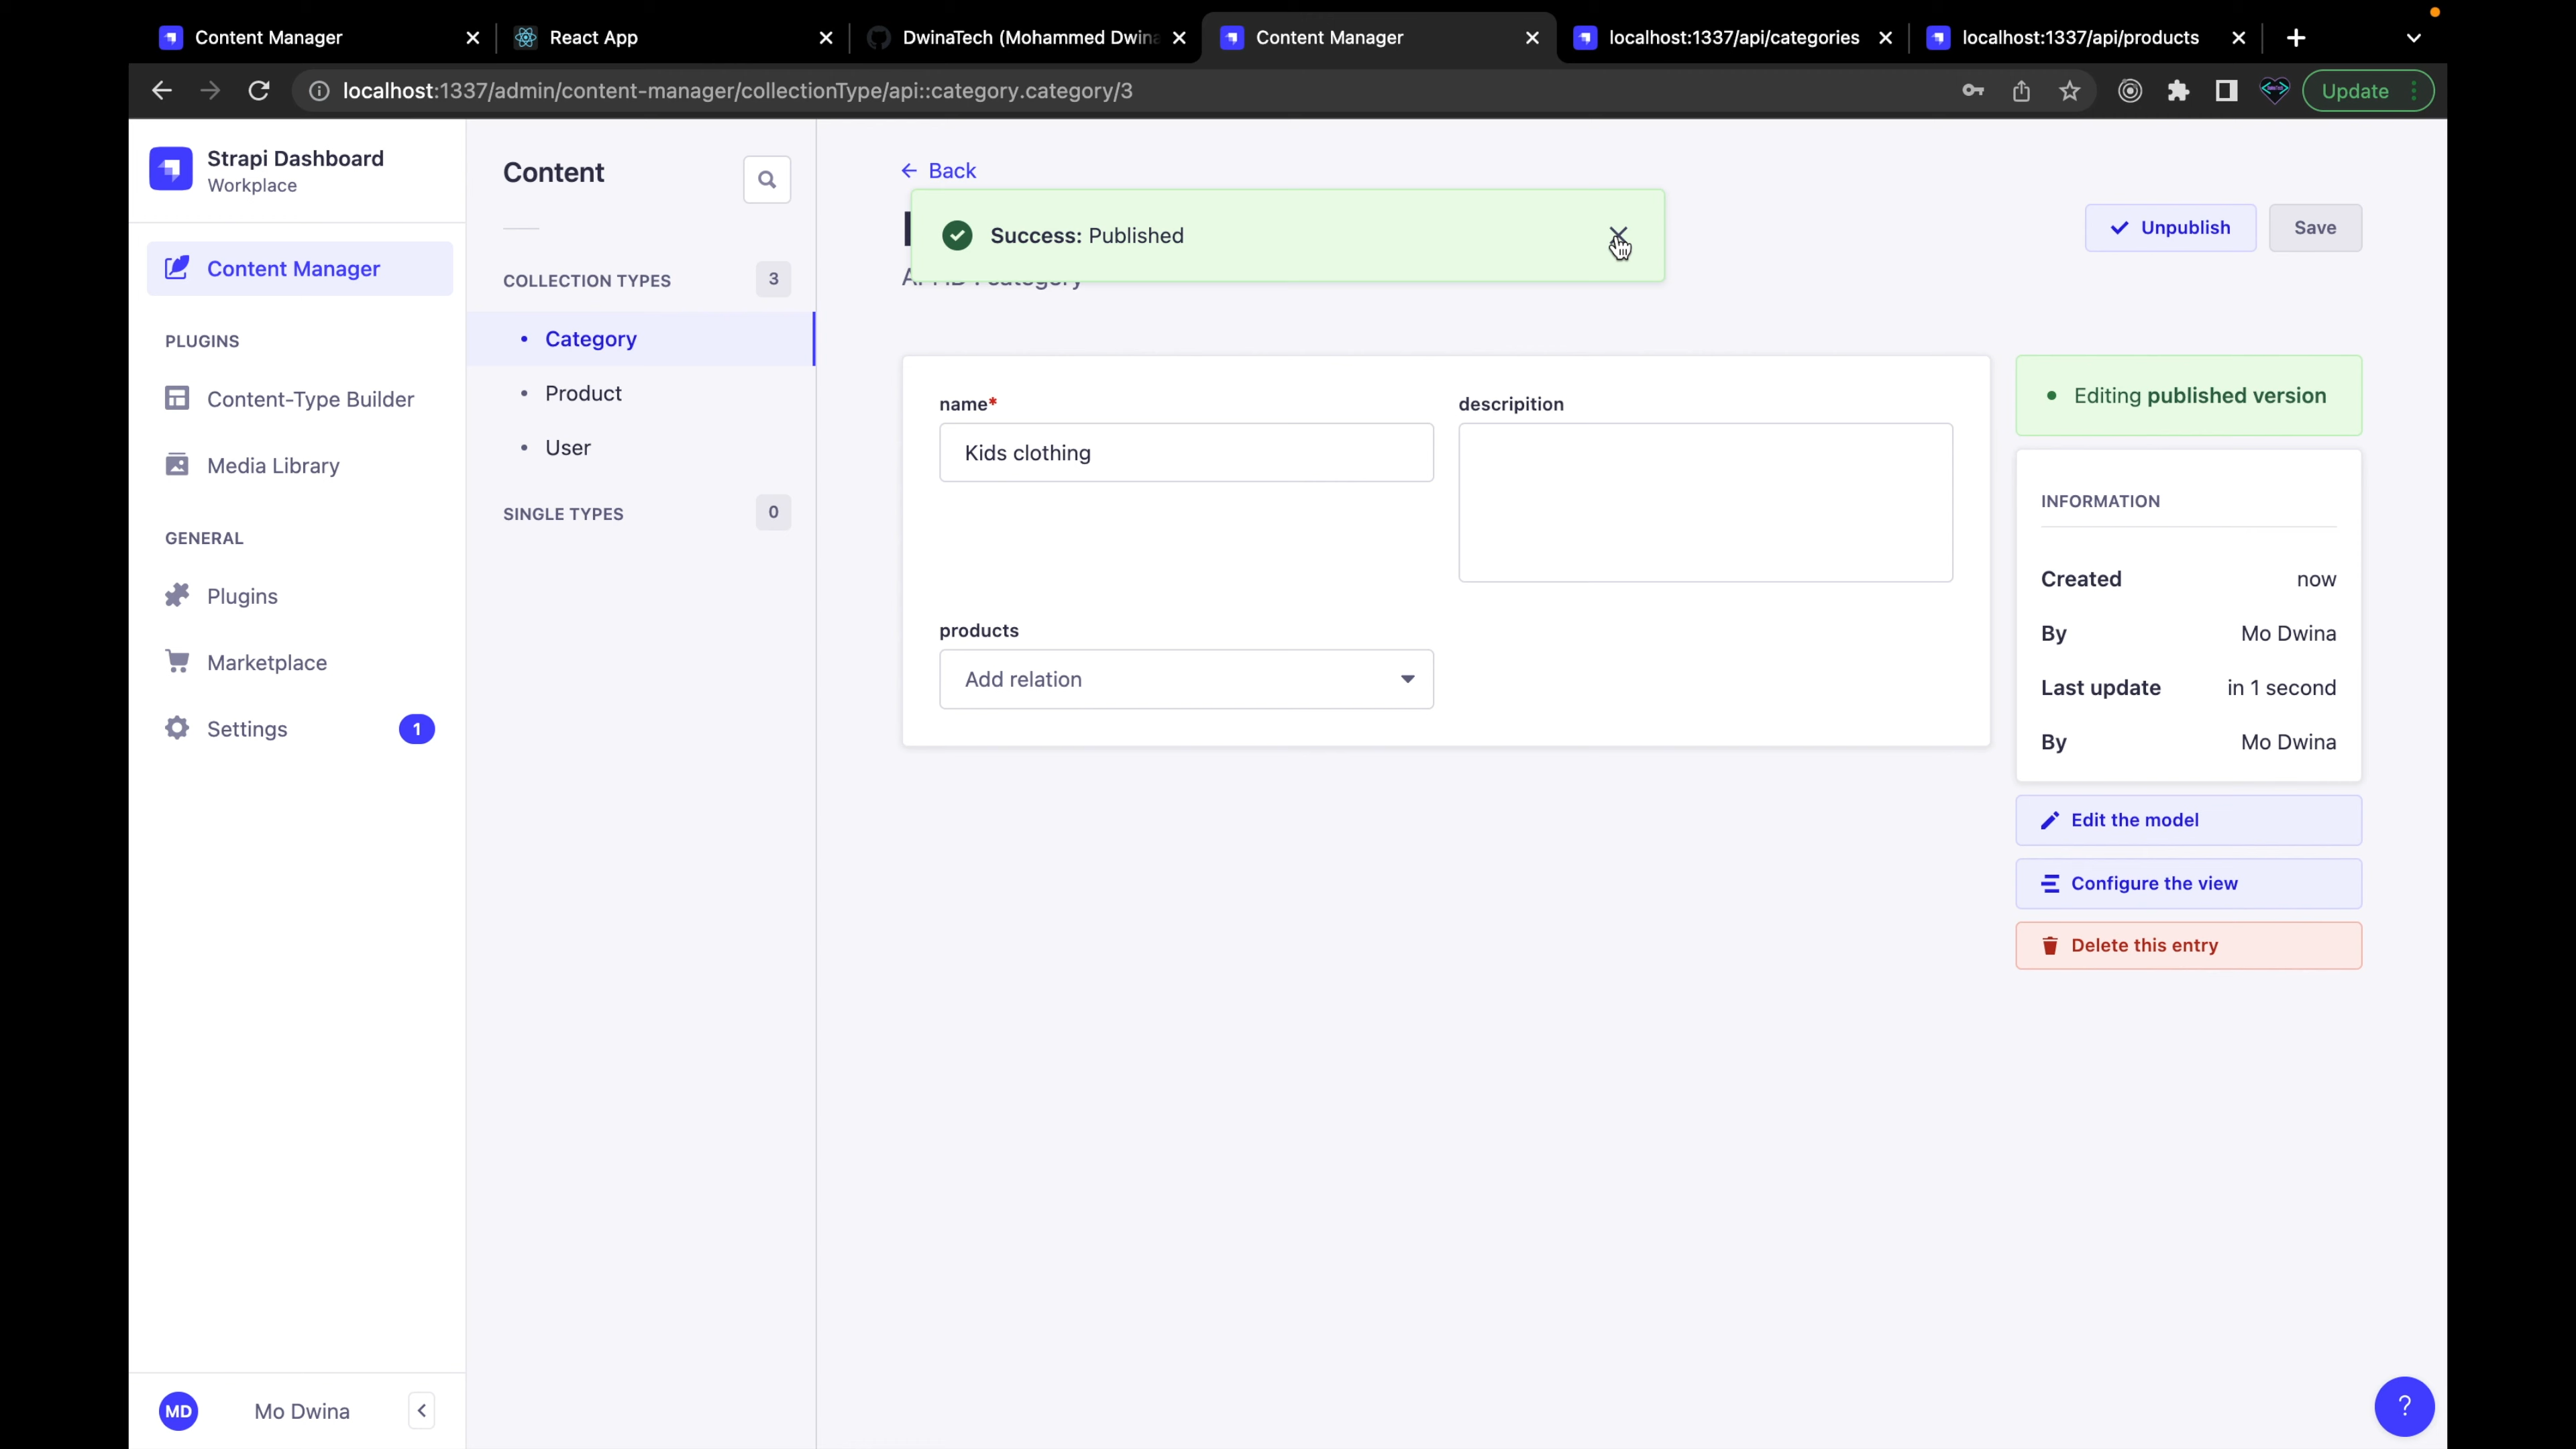 Content Manager
React App
DwinaTech (Mohammed Dwina
Content Manager
localhost:1337/api/categories
localhost:1337/api/products
localhost:1337/admin/content-manager/collectionType/api::category.category/3
Update
Strapi Dashboard
Workplace
Content Manager
PLUGINS
Content-Type Builder
Media Library
GENERAL
Plugins
Marketplace
Settings
1
MD
Mo Dwina
Content
COLLECTION TYPES
3
Category
Product
User
SINGLE TYPES
0
Back
Success: Published
category
Unpublish
Save
name*
Kids clothing
descripition
products
Add relation
Editing published version
INFORMATION
Created
now
By
Mo Dwina
Last update
in 1 second
By
Mo Dwina
Edit the model
Configure the view
Delete this entry
?